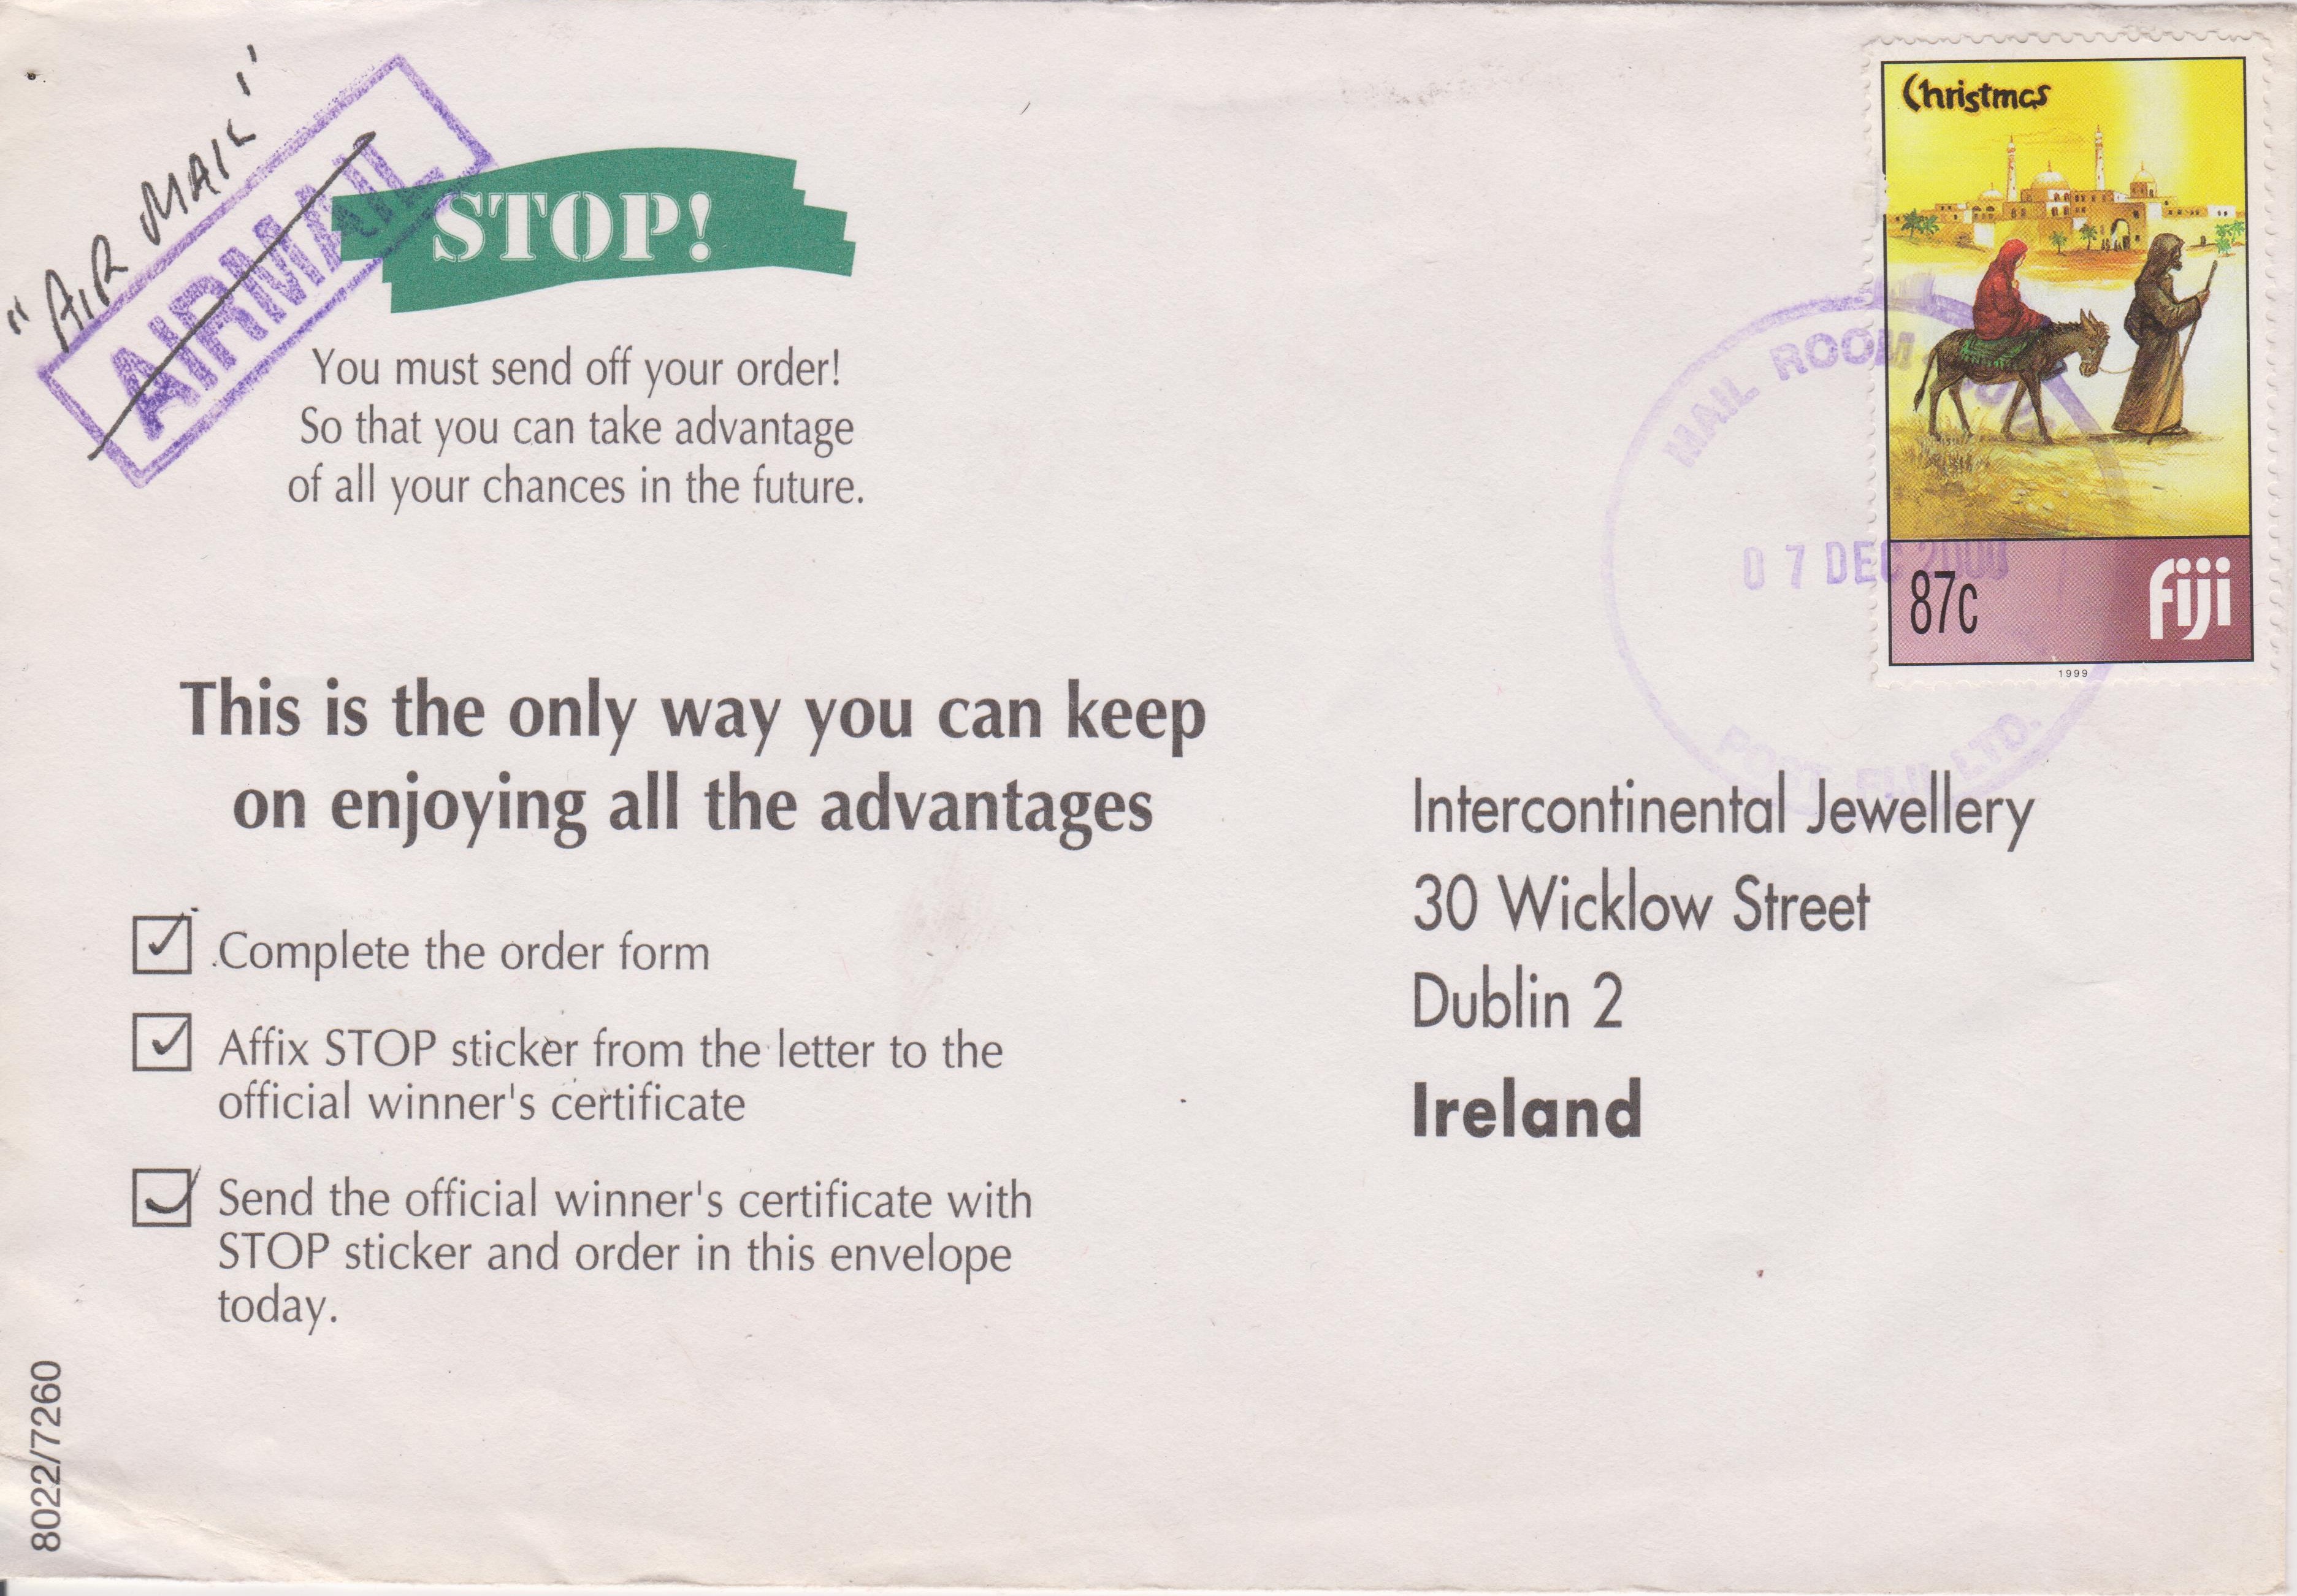 "AIR MAIL"
AIRMAIL
STOP!
You must send off your order!
So that you can take advantage
of all your chances in the future.
This is the only way you can keep
on enjoying all the advantages
Complete the order form
Affix STOP sticker from the letter to the
official winner's certificate
Send the official winner's certificate with
STOP sticker and order in this envelope
today.
8022/7260
Christmas
87c
fiji
1999
MAIL ROOM
07 DEC 2000
POST FIJI LTD.
Intercontinental Jewellery
30 Wicklow Street
Dublin 2
Ireland